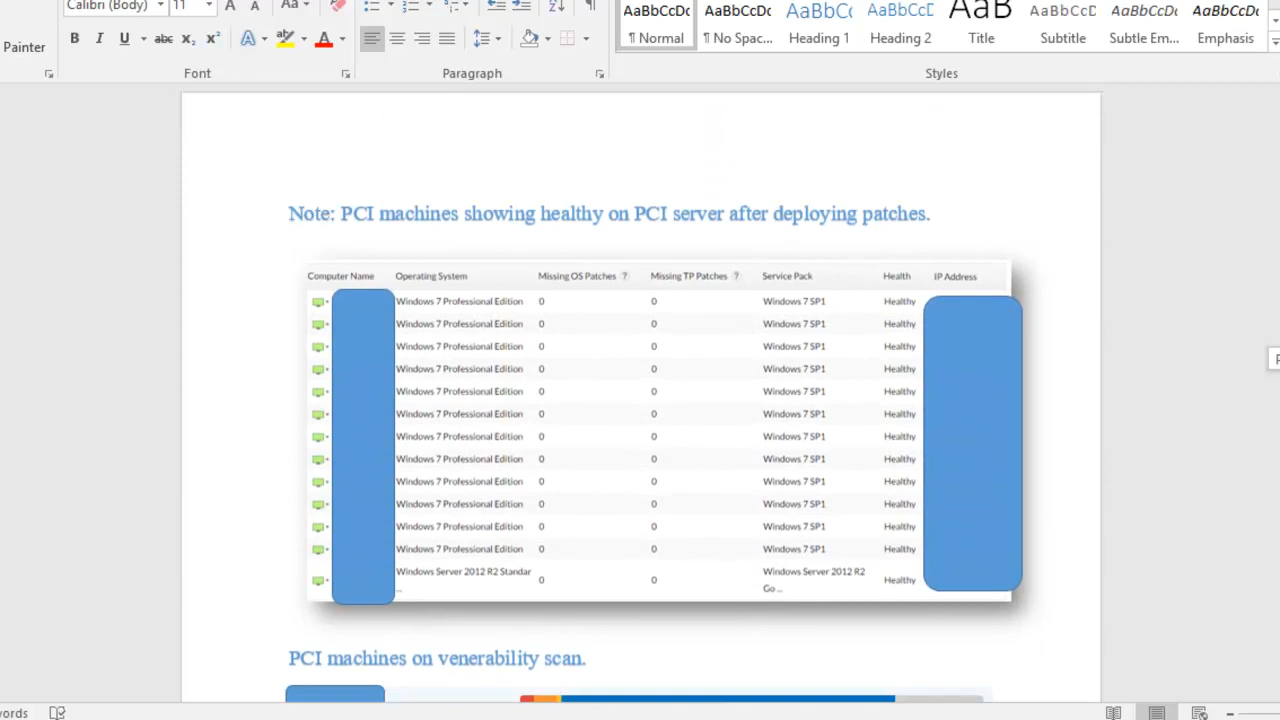 Calibri (Body) 11 A A Aa
AaBbCcDc AaBbCcDc AaBbCc AaBbCcD AaB AaBbCcD AaBbCcDc AaBbCcDc
Painter
B I U abc X₂ X² A A
¶ Normal ¶ No Spac... Heading 1 Heading 2 Title Subtitle Subtle Em... Emphasis
Font Paragraph Styles
Note: PCI machines showing healthy on PCI server after deploying patches.
Computer Name Operating System Missing OS Patches ? Missing TP Patches ? Service Pack Health IP Address
Windows 7 Professional Edition 0 0 Windows 7 SP1 Healthy
Windows 7 Professional Edition 0 0 Windows 7 SP1 Healthy
Windows 7 Professional Edition 0 0 Windows 7 SP1 Healthy
Windows 7 Professional Edition 0 0 Windows 7 SP1 Healthy
Windows 7 Professional Edition 0 0 Windows 7 SP1 Healthy
Windows 7 Professional Edition 0 0 Windows 7 SP1 Healthy
Windows 7 Professional Edition 0 0 Windows 7 SP1 Healthy
Windows 7 Professional Edition 0 0 Windows 7 SP1 Healthy
Windows 7 Professional Edition 0 0 Windows 7 SP1 Healthy
Windows 7 Professional Edition 0 0 Windows 7 SP1 Healthy
Windows 7 Professional Edition 0 0 Windows 7 SP1 Healthy
Windows 7 Professional Edition 0 0 Windows 7 SP1 Healthy
Windows Server 2012 R2 Standar ... 0 0 Windows Server 2012 R2 Go ... Healthy
PCI machines on venerability scan.